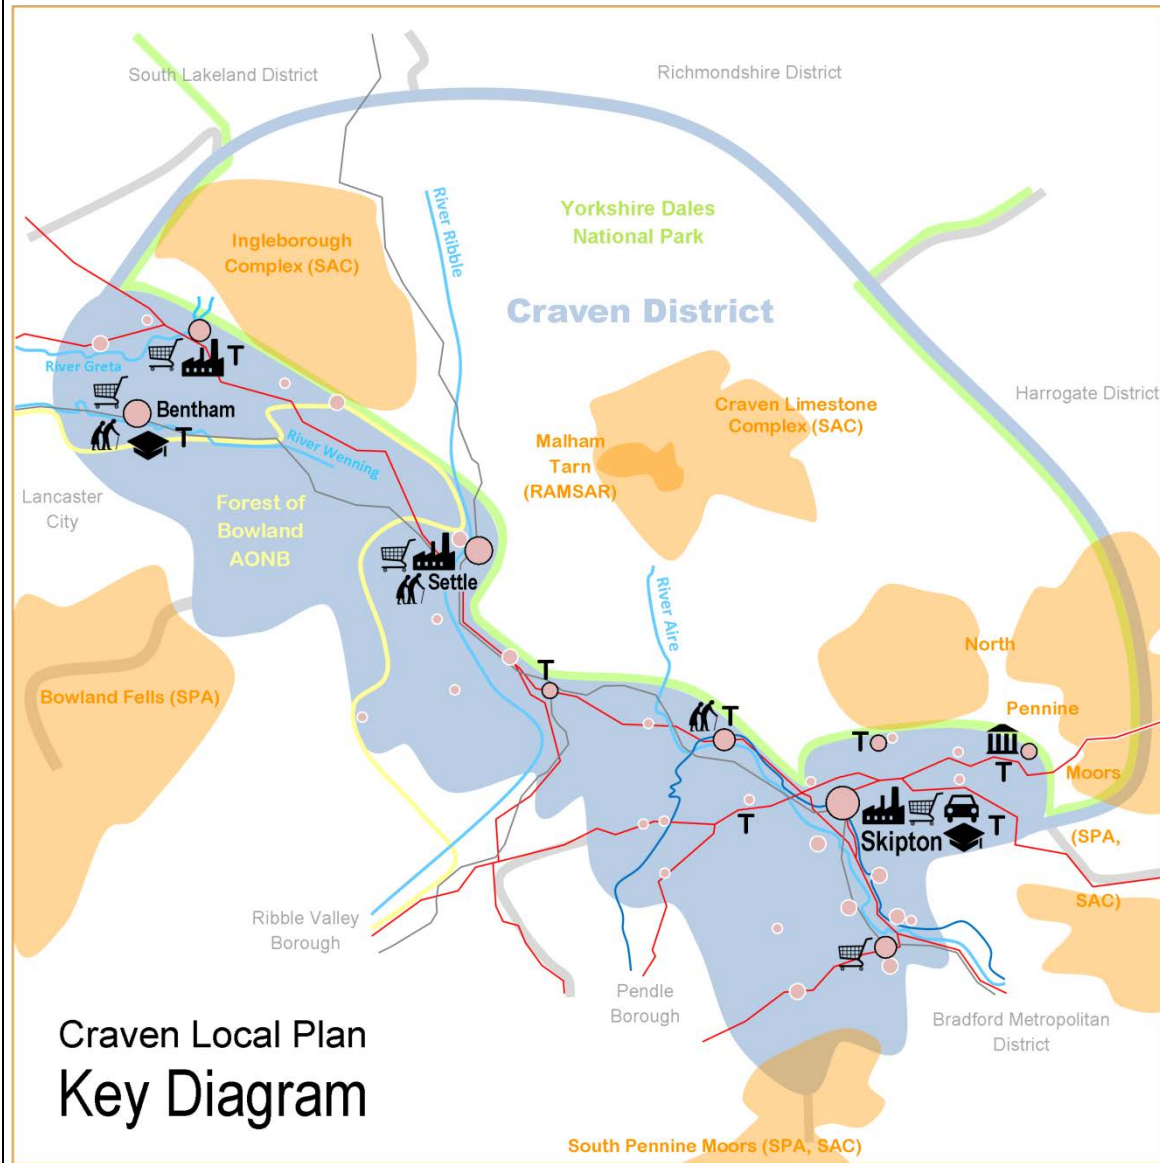 South Lakeland District
Richmondshire District
River Ribble
Yorkshire Dales
National Park
Ingleborough
Complex (SAC)
Craven District
T
River Greta
Harrogate District
Craven Limestone
Complex (SAC)
Bentham
T
Malham
Tarn
(RAMSAR)
River Wenning
Lancaster
City
Forest of
Bowland
AONB
Settle
River Aire
North
T
Bowland Fells (SPA)
Pennine
T
T
T
Moors
T
Skipton
T
(SPA,
SAC)
Ribble Valley
Borough
Pendle
Borough
Bradford Metropolitan
District
Craven Local Plan
Key Diagram
South Pennine Moors (SPA, SAC)